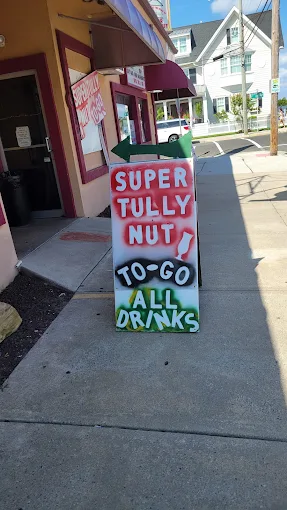 SUPER
TULLY
NUT
TO-GO
ALL
DRINKS